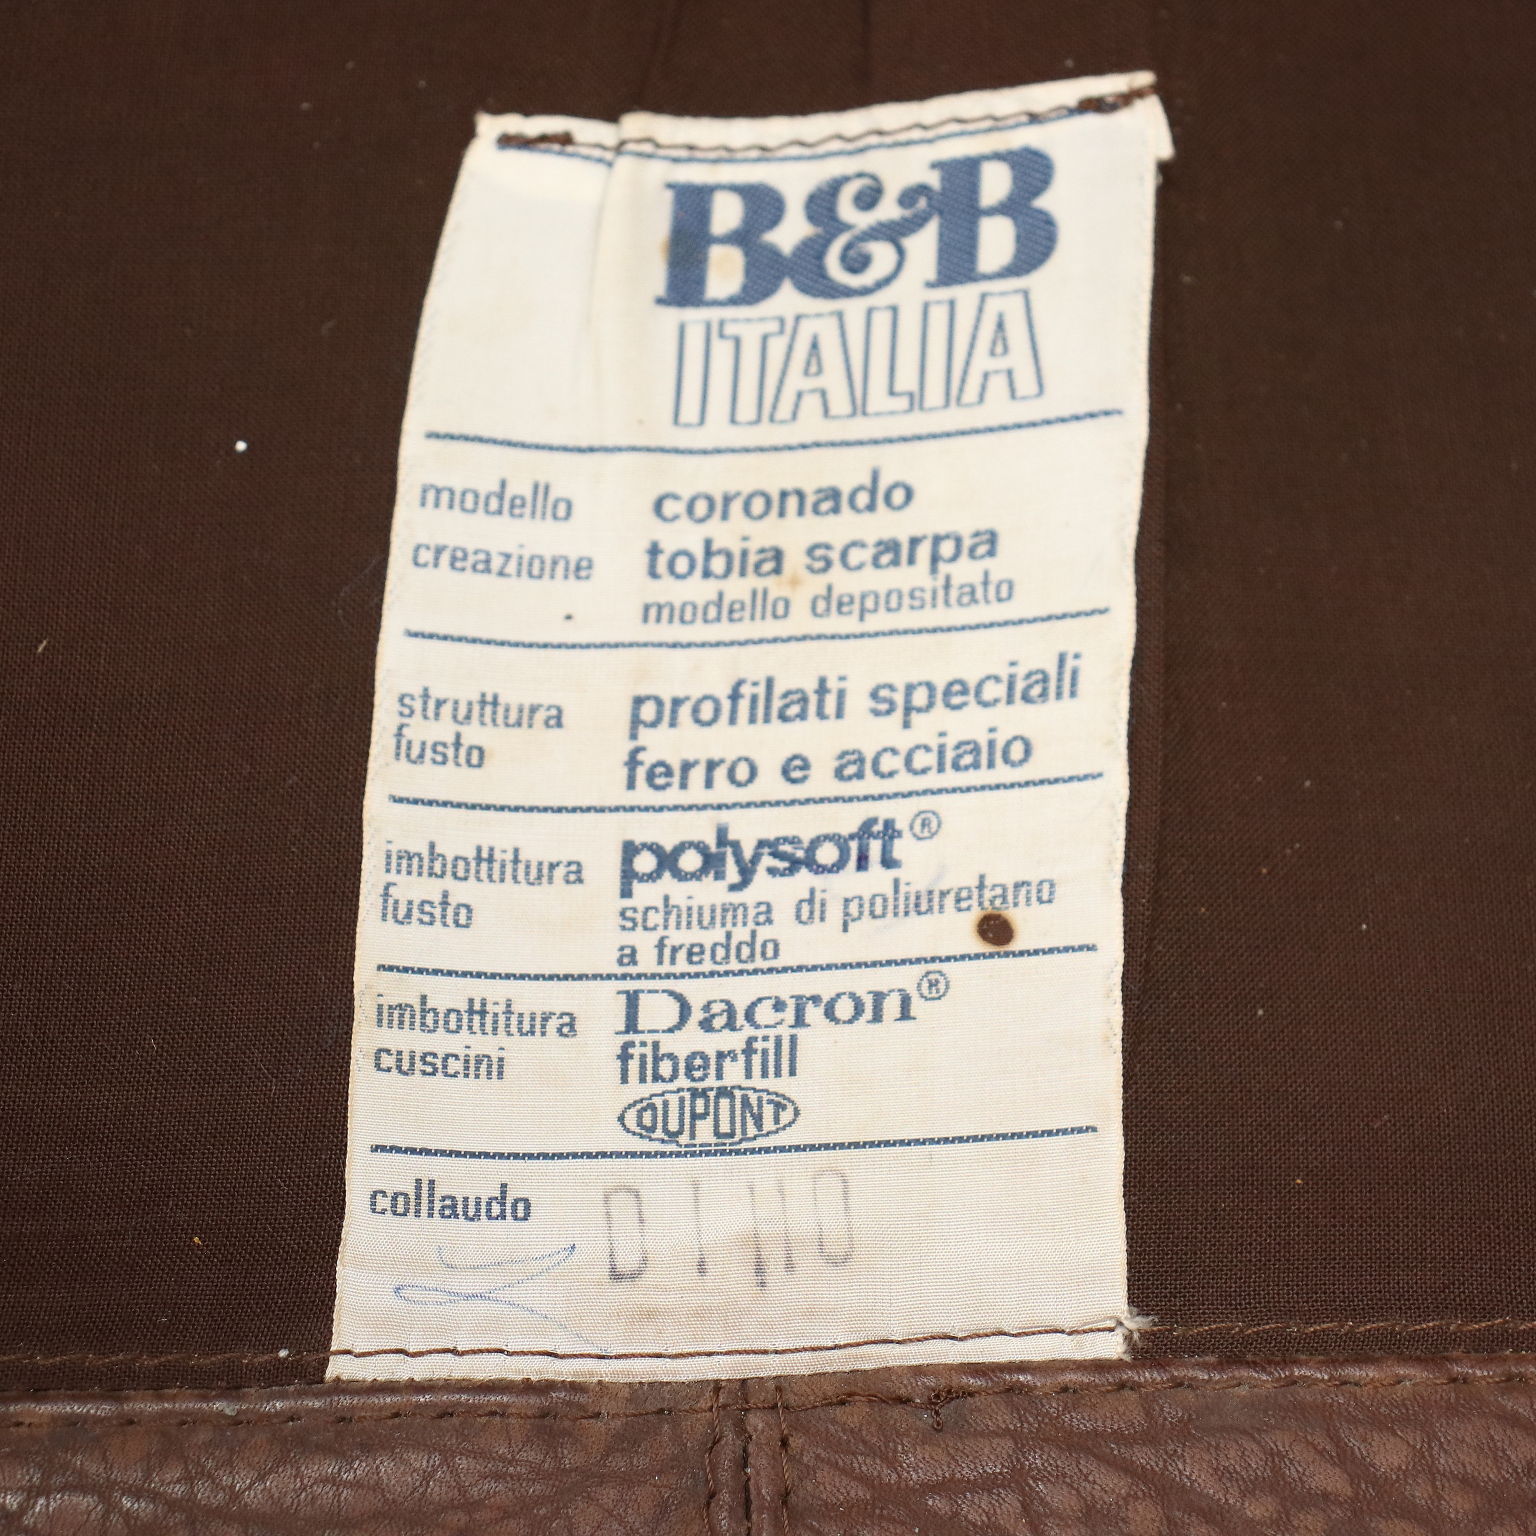 B&B
ITALIA
modello coronado
creazione tobia scarpa
modello depositato
struttura profilati speciali
fusto ferro e acciaio
imbottitura polysoft®
fusto schiuma di poliuretano
a freddo
imbottitura Dacron®
cuscini fiberfill
DUPONT
collaudo